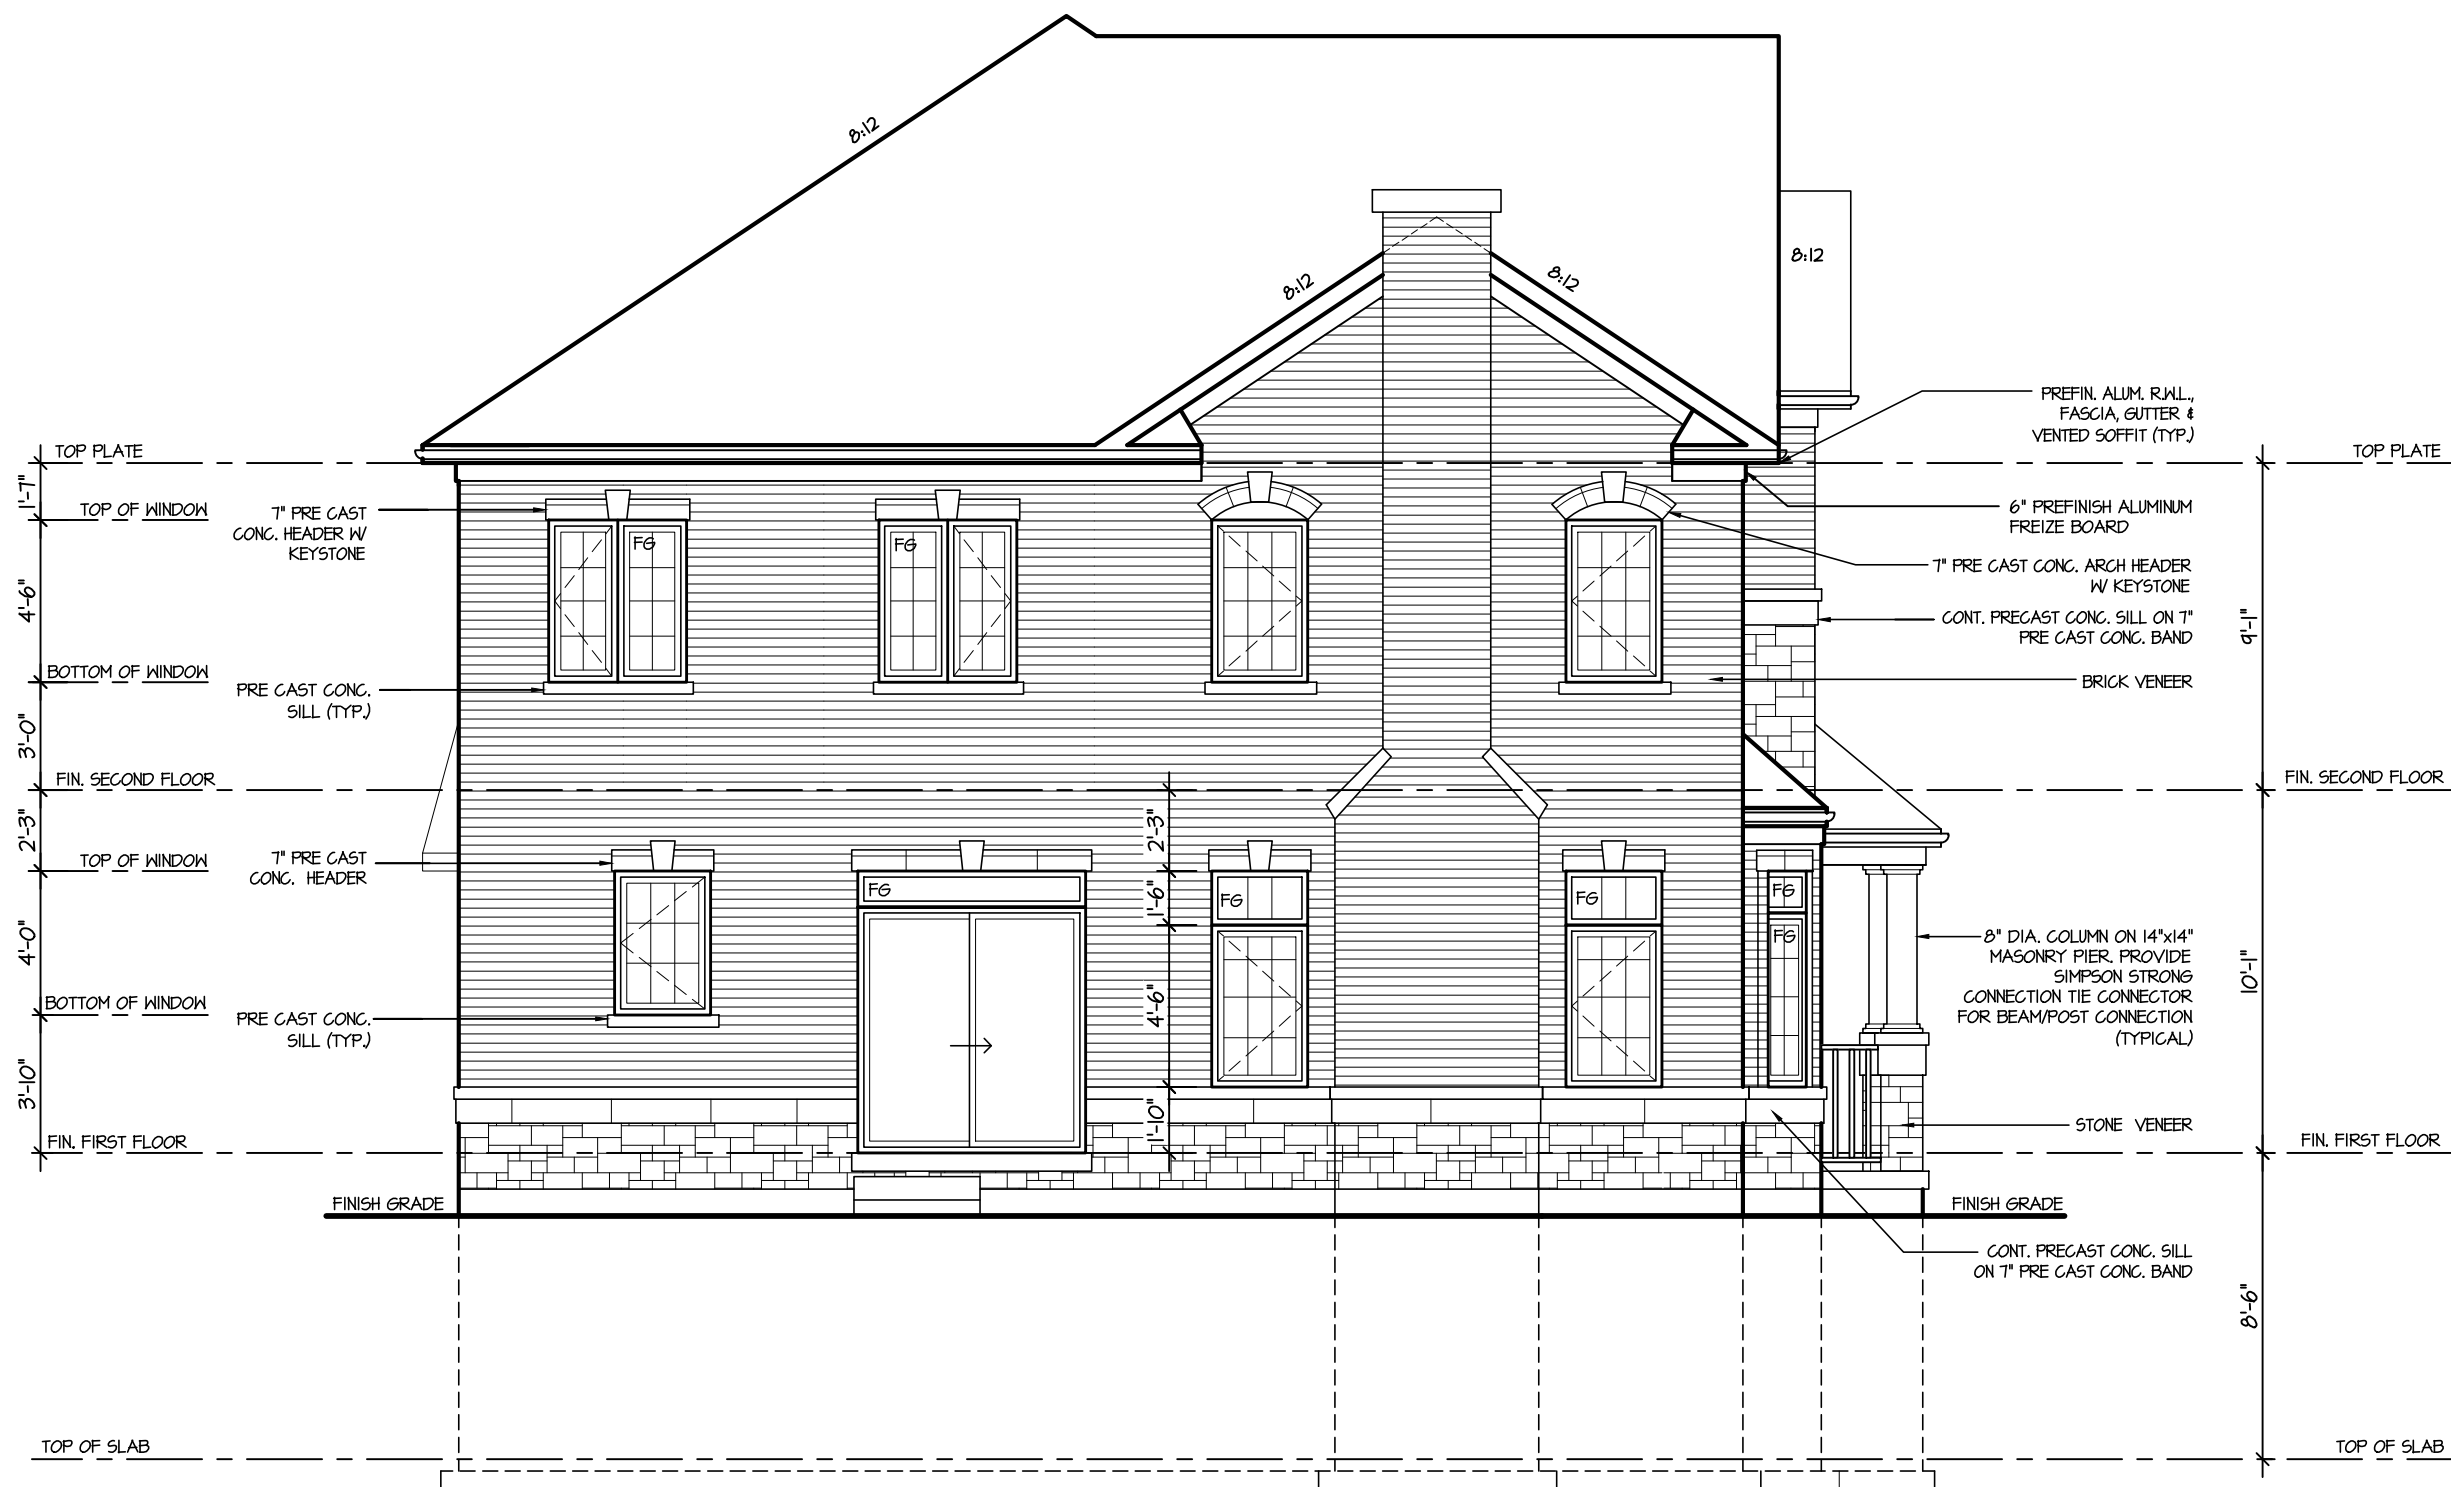 8:12
8:12
8:12
8:12
PREFIN. ALUM. R.W.L.,
FASCIA, GUTTER &
VENTED SOFFIT (TYP.)
TOP PLATE
TOP PLATE
1'-7"
TOP OF WINDOW
7" PRE CAST
CONC. HEADER W/
KEYSTONE
6" PREFINISH ALUMINUM
FREIZE BOARD
FG
FG
7" PRE CAST CONC. ARCH HEADER
W/ KEYSTONE
4'-6"
CONT. PRECAST CONC. SILL ON 7"
PRE CAST CONC. BAND
9'-1"
BOTTOM OF WINDOW
PRE CAST CONC.
SILL (TYP.)
BRICK VENEER
3'-0"
FIN. SECOND FLOOR
FIN. SECOND FLOOR
2'-3"
2'-3"
TOP OF WINDOW
7" PRE CAST
CONC. HEADER
FG
FG
FG
FG
1'-6"
FG
4'-0"
8" DIA. COLUMN ON 14"x14"
MASONRY PIER. PROVIDE
SIMPSON STRONG
CONNECTION TIE CONNECTOR
FOR BEAM/POST CONNECTION
(TYPICAL)
10'-1"
4'-6"
BOTTOM OF WINDOW
PRE CAST CONC.
SILL (TYP.)
3'-10"
1'-10"
STONE VENEER
FIN. FIRST FLOOR
FIN. FIRST FLOOR
FINISH GRADE
FINISH GRADE
CONT. PRECAST CONC. SILL
ON 7" PRE CAST CONC. BAND
8'-6"
TOP OF SLAB
TOP OF SLAB